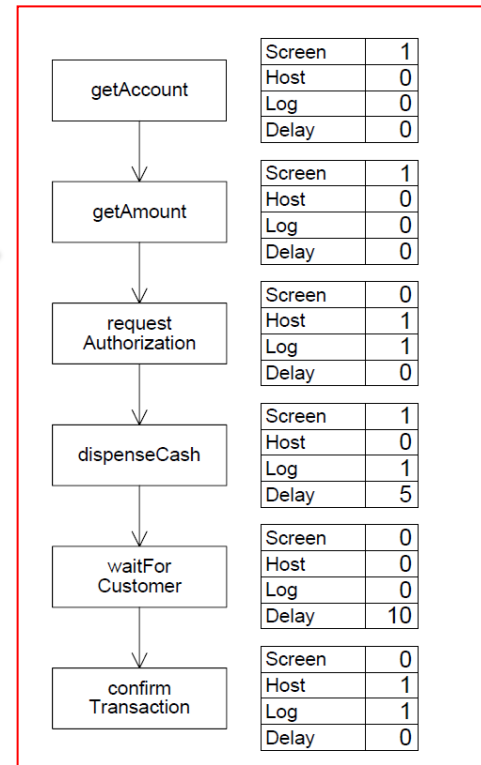 getAccount
Screen 1
Host 0
Log 0
Delay 0
getAmount
Screen 1
Host 0
Log 0
Delay 0
request
Authorization
Screen 0
Host 1
Log 1
Delay 0
dispenseCash
Screen 1
Host 0
Log 1
Delay 5
waitFor
Customer
Screen 0
Host 0
Log 0
Delay 10
confirm
Transaction
Screen 0
Host 1
Log 1
Delay 0